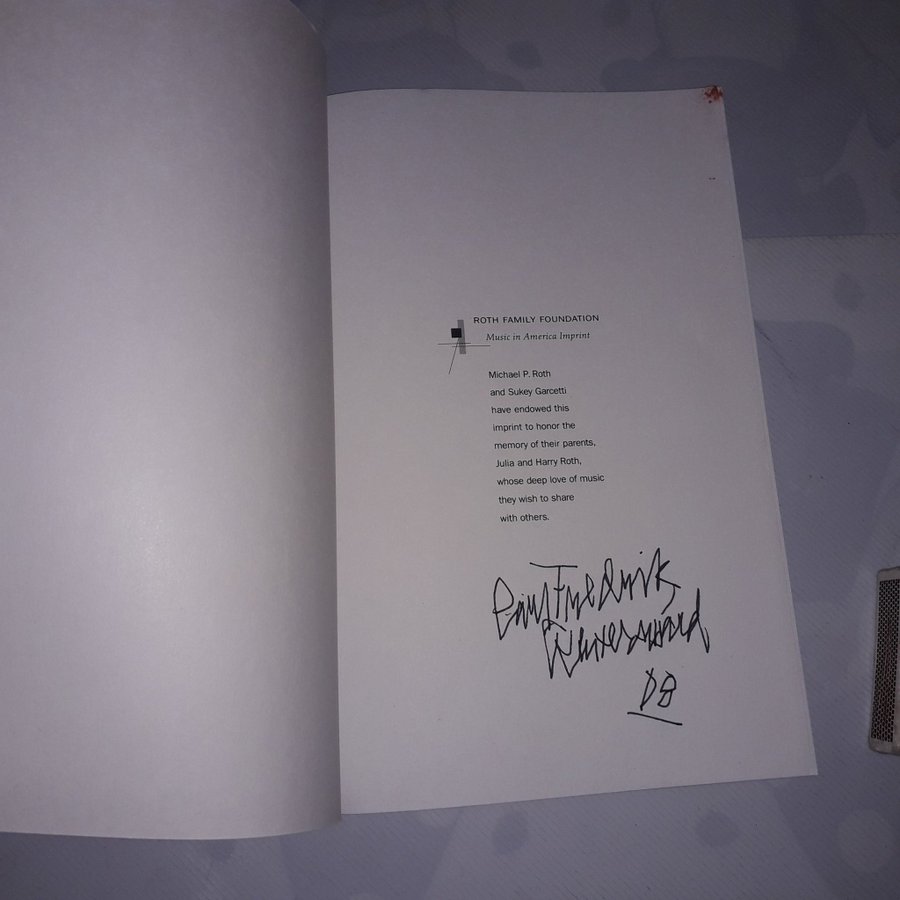 ROTH FAMILY FOUNDATION
Music in America Imprint
Michael P. Roth
and Sukey Garcetti
have endowed this
imprint to honor the
memory of their parents,
Julia and Harry Roth,
whose deep love of music
they wish to share
with others.
08